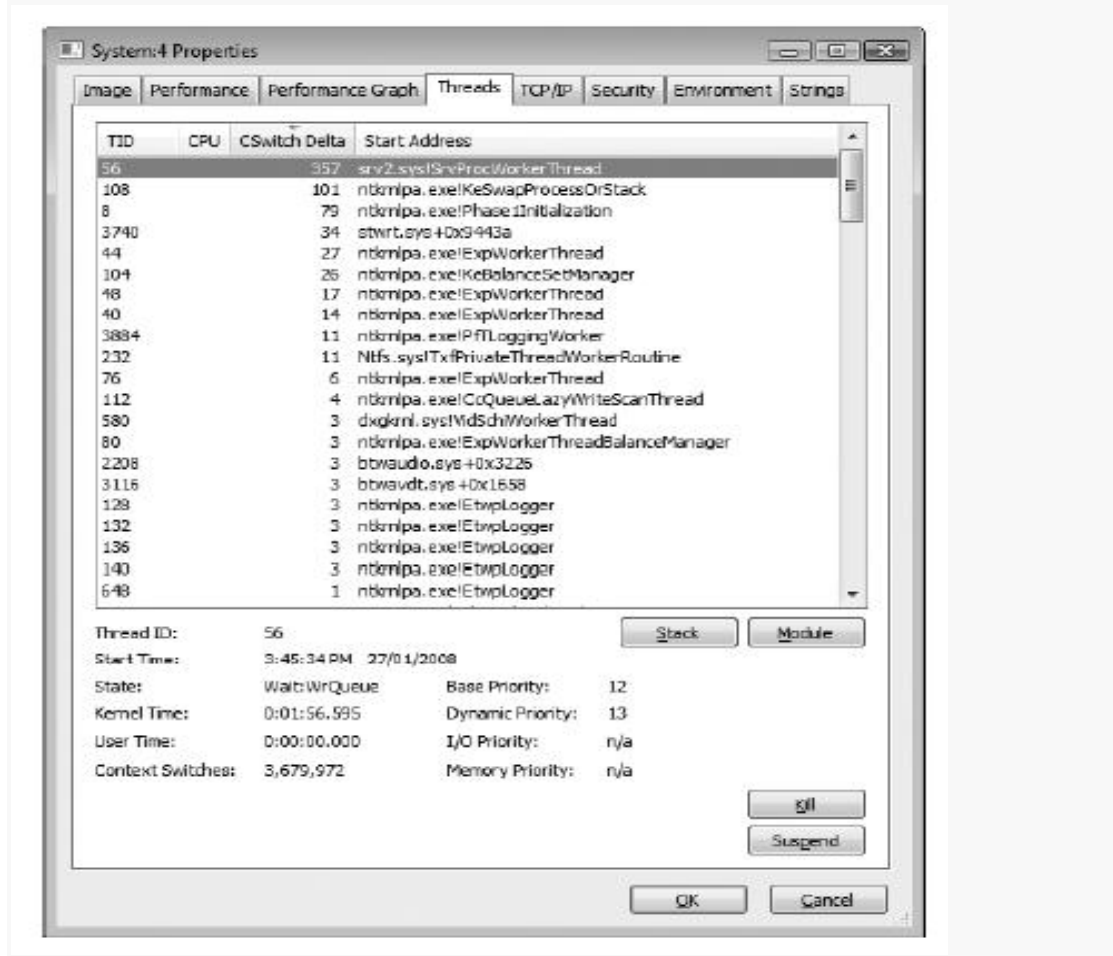 System:4 Properties
Image Performance Performance Graph Threads TCP/IP Security Environment Strings
TID CPU CSwitch Delta Start Address
56 357 srv2.sys!SrvProcWorkerThread
108 101 ntkrnlpa.exe!KeSwapProcessOrStack
8 79 ntkrnlpa.exe!Phase1Initialization
3740 34 stwrt.sys+0x9443a
44 27 ntkrnlpa.exe!ExpWorkerThread
104 26 ntkrnlpa.exe!KeBalanceSetManager
48 17 ntkrnlpa.exe!ExpWorkerThread
40 14 ntkrnlpa.exe!ExpWorkerThread
3884 11 ntkrnlpa.exe!PfTLoggingWorker
232 11 Ntfs.sys!TxfPrivateThreadWorkerRoutine
76 6 ntkrnlpa.exe!ExpWorkerThread
112 4 ntkrnlpa.exe!CcQueueLazyWriteScanThread
580 3 dxgkrnl.sys!VidSchiWorkerThread
80 3 ntkrnlpa.exe!ExpWorkerThreadBalanceManager
2208 3 btwaudio.sys+0x3226
3116 3 btwavdt.sys+0x1658
128 3 ntkrnlpa.exe!EtwpLogger
132 3 ntkrnlpa.exe!EtwpLogger
136 3 ntkrnlpa.exe!EtwpLogger
140 3 ntkrnlpa.exe!EtwpLogger
648 1 ntkrnlpa.exe!EtwpLogger
Thread ID: 56 Stack Module
Start Time: 3:45:34 PM 27/01/2008
State: Wait:WrQueue Base Priority: 12
Kernel Time: 0:01:56.595 Dynamic Priority: 13
User Time: 0:00:00.000 I/O Priority: n/a
Context Switches: 3,679,972 Memory Priority: n/a
Kill
Suspend
OK Cancel